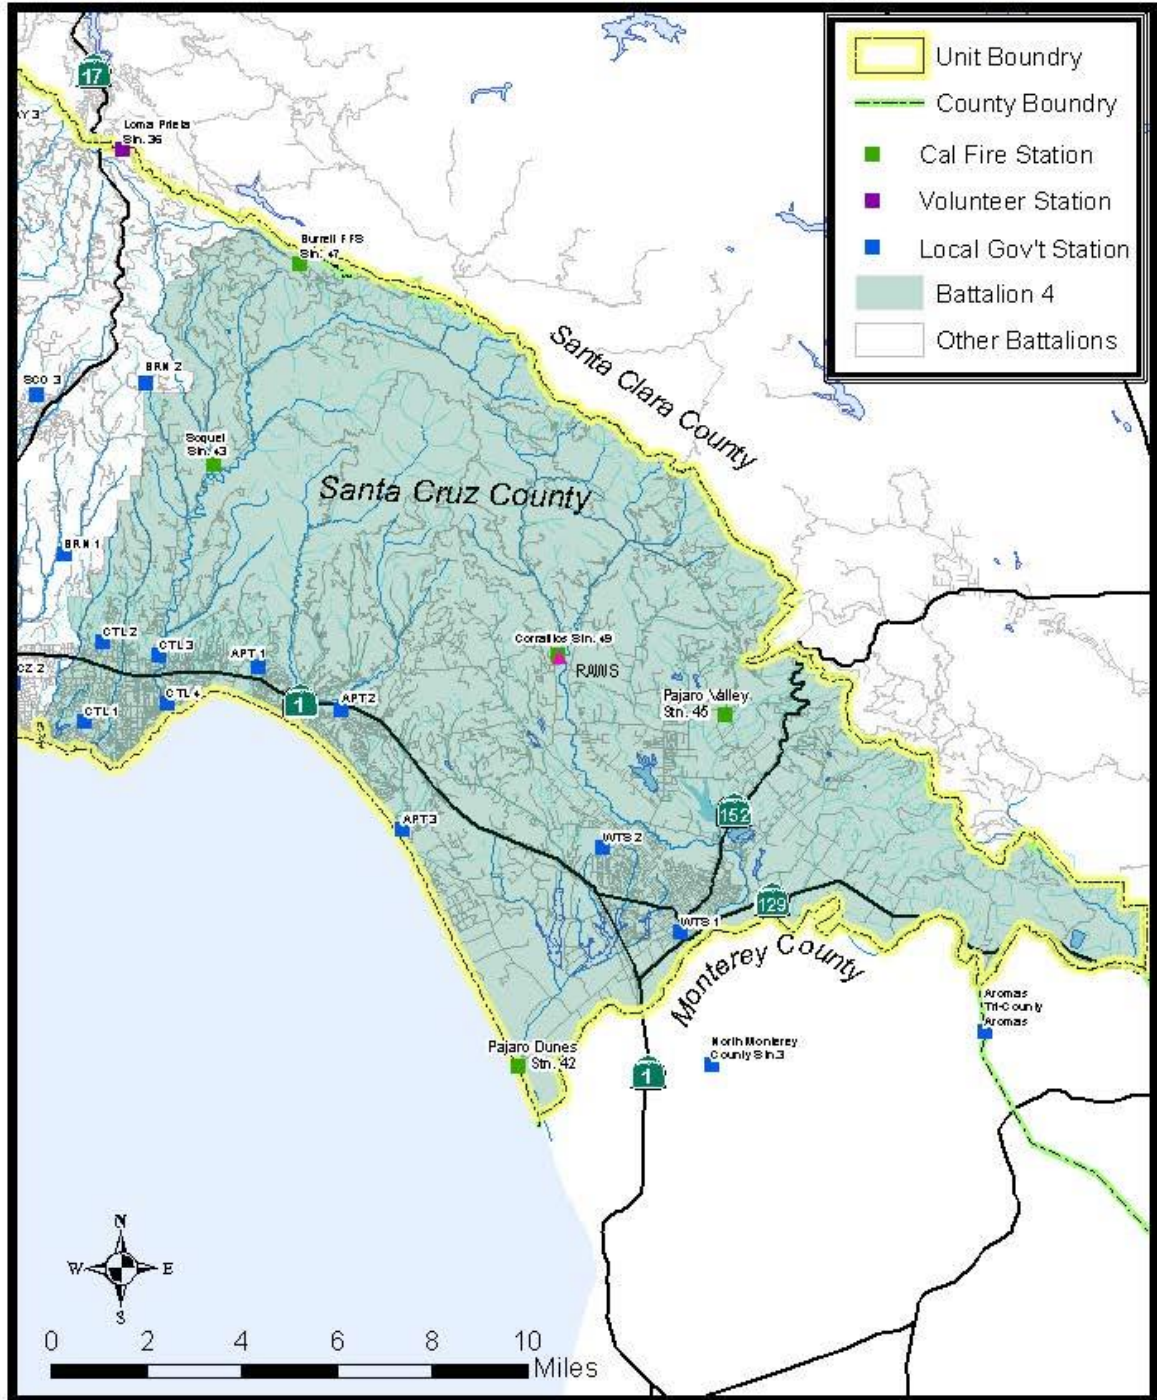 Unit Boundry
County Boundry
Cal Fire Station
Volunteer Station
Local Gov't Station
Battalion 4
Other Battalions
17
Loma Prieta
Stn. 36
Burrell FFS
Stn. 47
Santa Clara County
SCO 3
BRN 2
Soquel
Stn. 43
Santa Cruz County
BRN 1
CTL 2
CTL 3
APT 1
CTL 4
CTL 1
1
APT 2
Corralitos Stn. 49
RAWS
Pajaro Valley
Stn. 45
APT 3
152
WTS 2
129
WTS 1
Monterey County
Aromas
Tri-County
Aromas
Pajaro Dunes
Stn. 42
North Monterey
County Stn.3
1
N
W
E
S
0 2 4 6 8 10
Miles